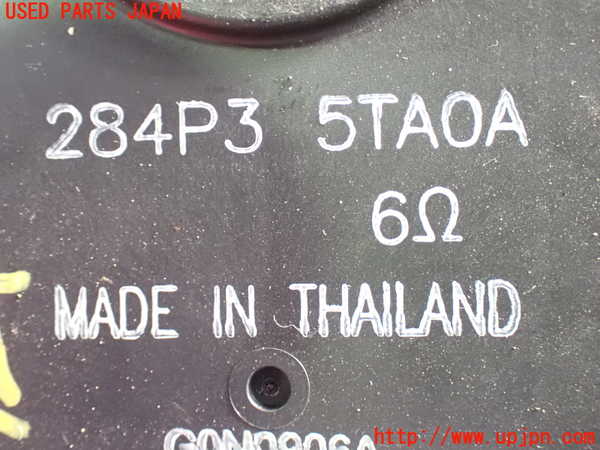 USED PARTS JAPAN
284P3 5TA0A
6Ω
MADE IN THAILAND
http://www.upjpn.com/